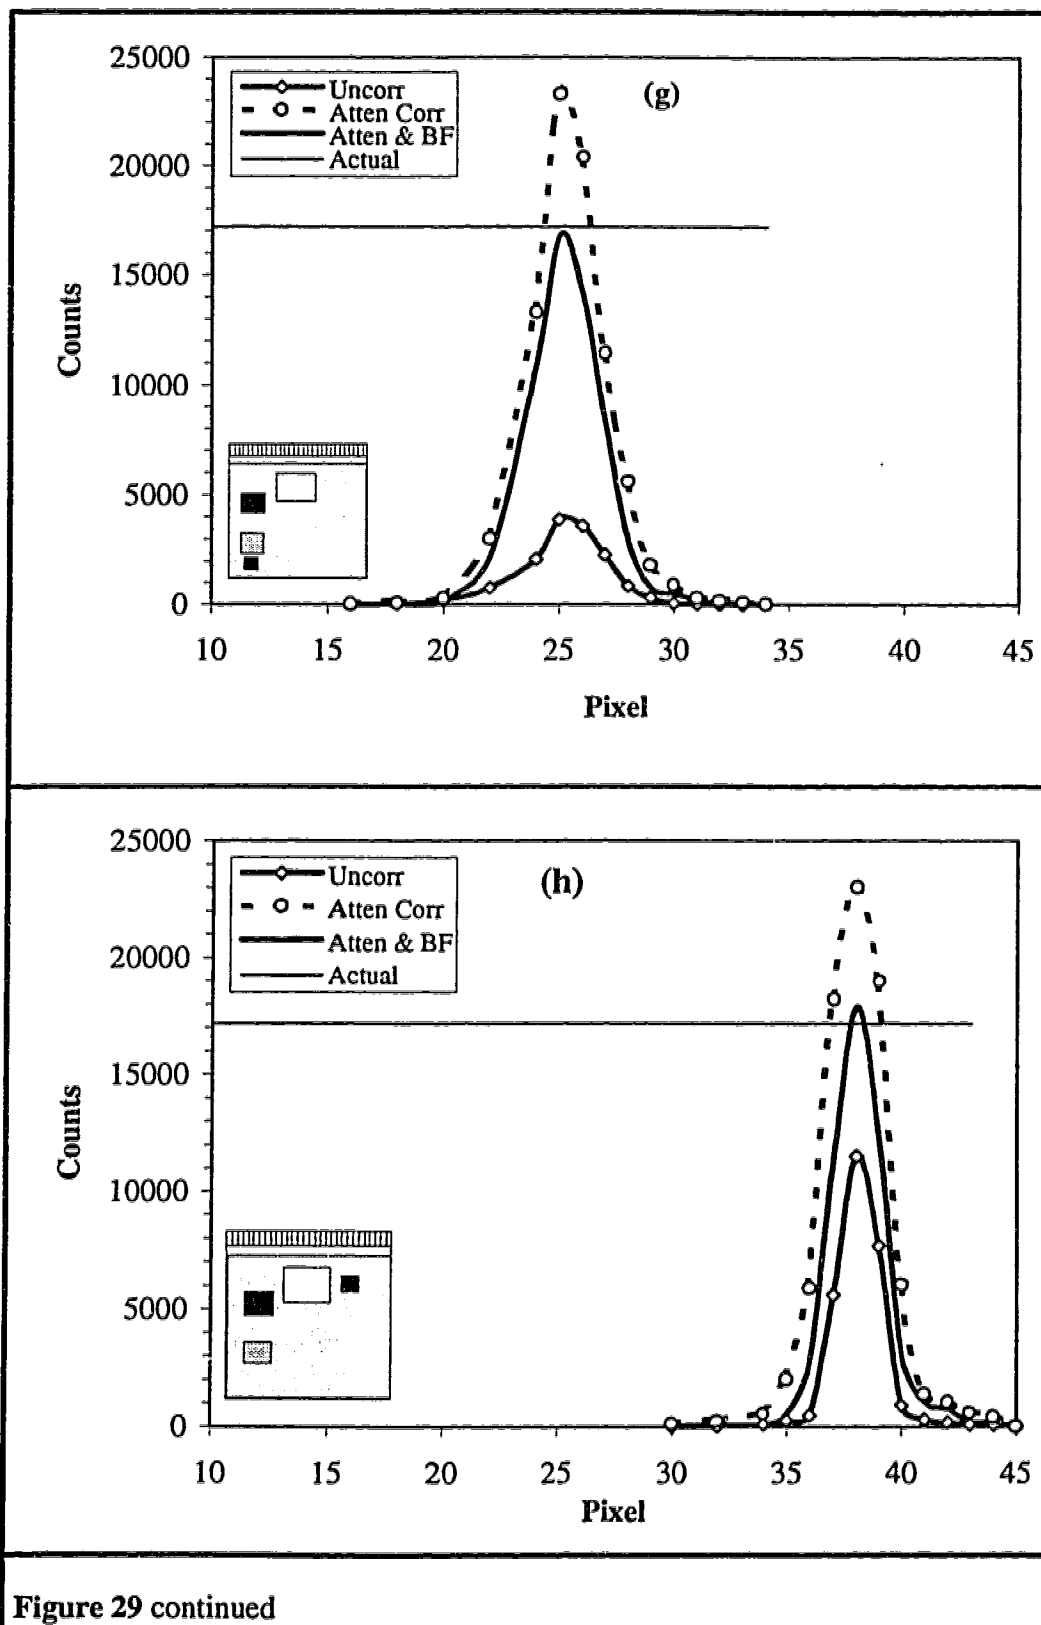 (g)
Uncorr
Atten Corr
Atten & BF
Actual
25000
20000
15000
10000
5000
0
Counts
10 15 20 25 30 35 40 45
Pixel
(h)
Uncorr
Atten Corr
Atten & BF
Actual
25000
20000
15000
10000
5000
0
Counts
10 15 20 25 30 35 40 45
Pixel
Figure 29 continued